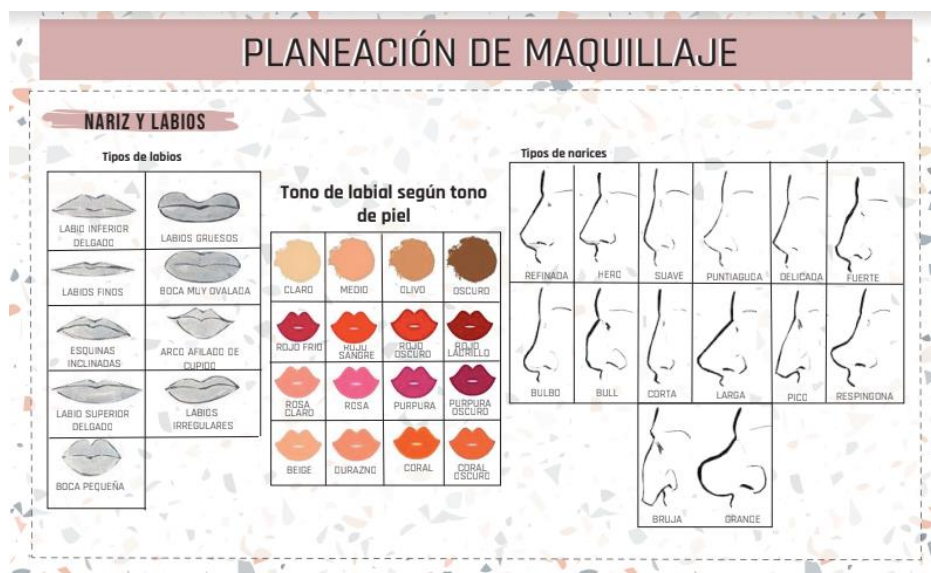 PLANEACIÓN DE MAQUILLAJE
NARIZ Y LABIOS
Tipos de labios
LABIO INFERIOR
DELGADO
LABIOS GRUESOS
LABIOS FINOS
BOCA MUY OVALADA
ESQUINAS
INCLINADAS
ARCO AFILADO DE
CUPIDO
LABIO SUPERIOR
DELGADO
LABIOS
IRREGULARES
BOCA PEQUEÑA
Tono de labial según tono
de piel
CLARO
MEDIO
OLIVO
OSCURO
ROJO FRIO
ROJO
SANGRE
ROJO
OSCURO
ROJO
LADRILLO
ROSA
CLARO
ROSA
PURPURA
PURPURA
OSCURO
BEIGE
DURAZNO
CORAL
CORAL
OSCURO
Tipos de narices
REFINADA
HERO
SUAVE
PUNTIAGUDA
DELICADA
FUERTE
BULBO
BULL
CORTA
LARGA
PICO
RESPINGONA
BRUJA
GRANDE